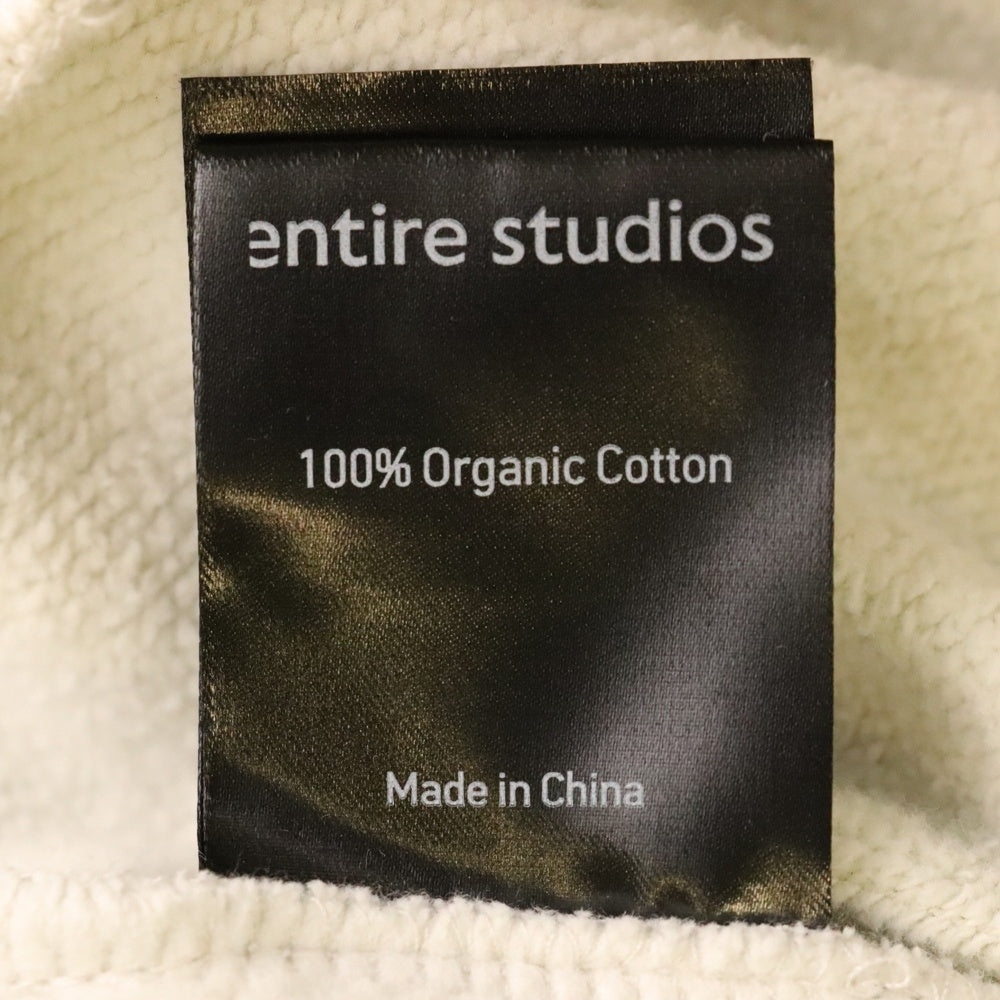 entire studios
100% Organic Cotton
Made in China